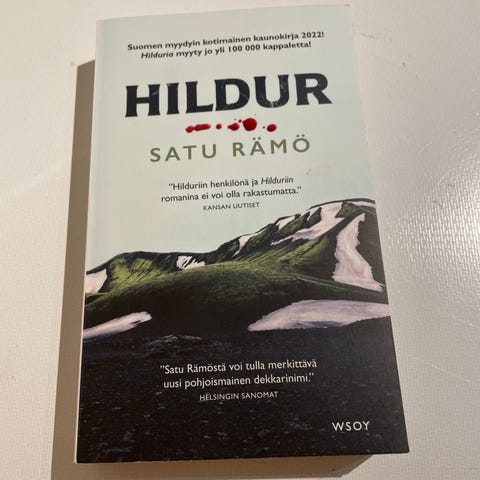 Suomen myydyin kotimainen kaunokirja 2022!
Hilduria myyty jo yli 100 000 kappaletta!
HILDUR
SATU RÄMÖ
"Hilduriin henkilönä ja Hilduriin
romanina ei voi olla rakastumatta."
KANSAN UUTISET
"Satu Rämöstä voi tulla merkittävä
uusi pohjoismainen dekkarinimi."
HELSINGIN SANOMAT
WSOY